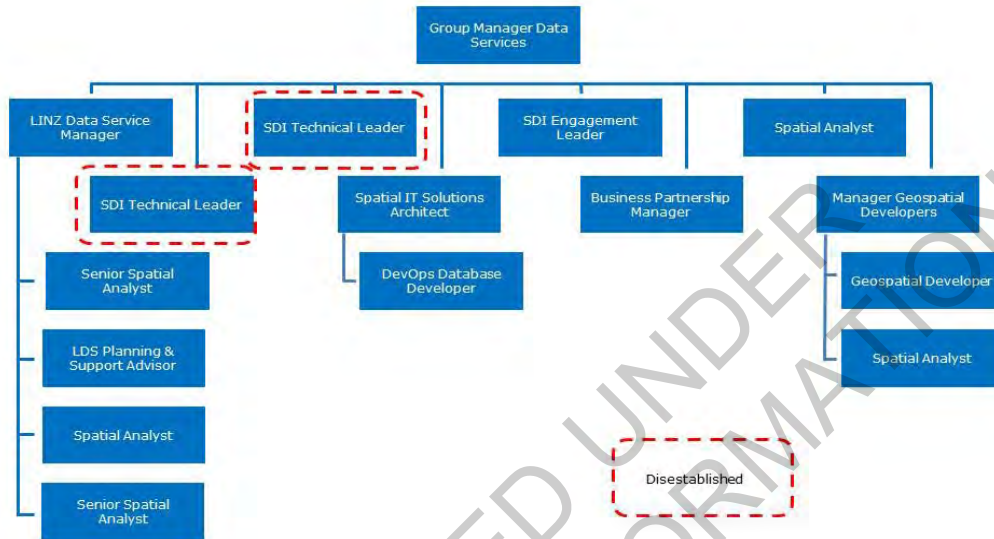 Group Manager Data
Services
LINZ Data Service
Manager
SDI Technical Leader
SDI Engagement
Leader
Spatial Analyst
SDI Technical Leader
Spatial IT Solutions
Architect
Business Partnership
Manager
Manager Geospatial
Developers
Senior Spatial
Analyst
DevOps Database
Developer
Geospatial Developer
LDS Planning &
Support Advisor
Spatial Analyst
Spatial Analyst
Disestablished
Senior Spatial
Analyst
UNDER